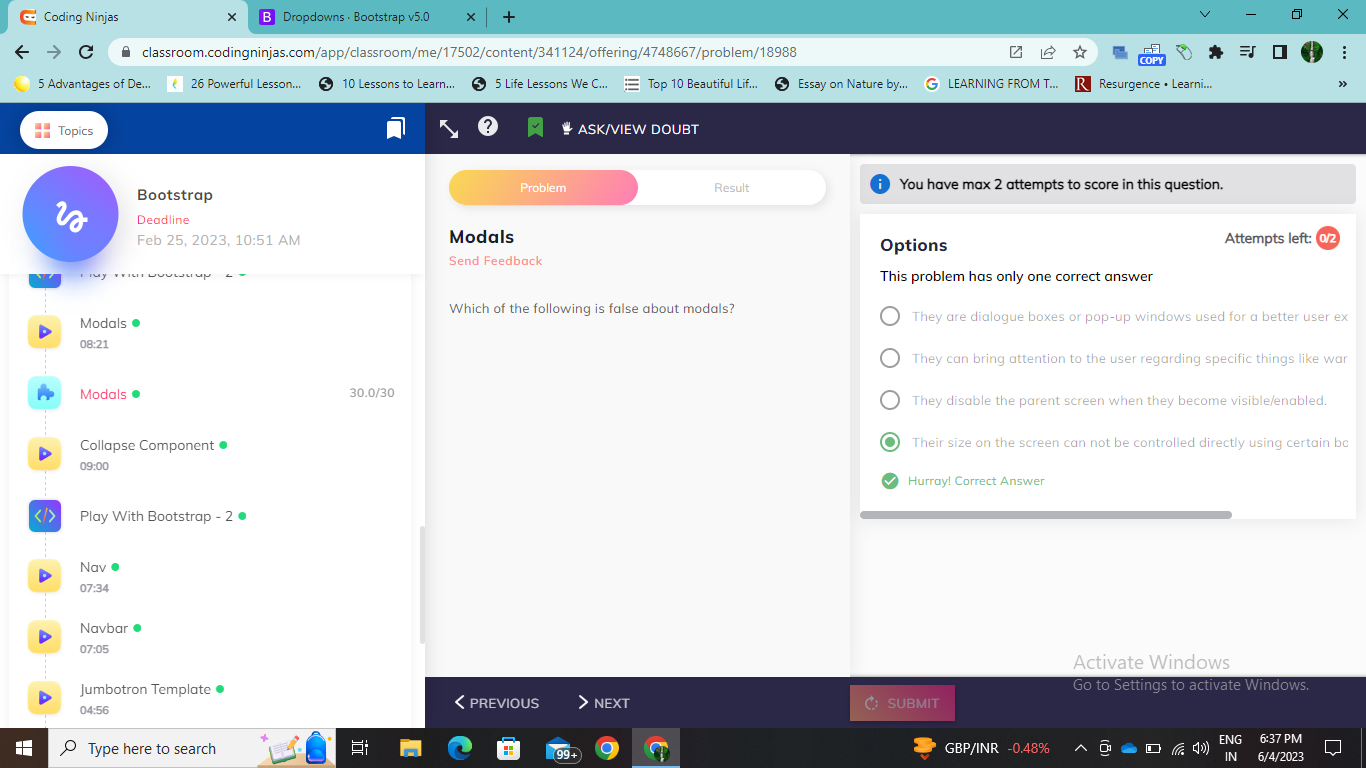 Coding Ninjas
Dropdowns · Bootstrap v5.0
classroom.codingninjas.com/app/classroom/me/17502/content/341124/offering/4748667/problem/18988
COPY
5 Advantages of De...
26 Powerful Lesson...
10 Lessons to Learn...
5 Life Lessons We C...
Top 10 Beautiful Lif...
Essay on Nature by...
LEARNING FROM T...
Resurgence • Learni...
Topics
ASK/VIEW DOUBT
Bootstrap
Deadline
Feb 25, 2023, 10:51 AM
Play With Bootstrap - 2
Modals
08:21
Modals
30.0/30
Collapse Component
09:00
Play With Bootstrap - 2
Nav
07:34
Navbar
07:05
Jumbotron Template
04:56
Problem
Result
Modals
Send Feedback
Which of the following is false about modals?
You have max 2 attempts to score in this question.
Options
Attempts left: 0/2
This problem has only one correct answer
They are dialogue boxes or pop-up windows used for a better user ex
They can bring attention to the user regarding specific things like war
They disable the parent screen when they become visible/enabled.
Their size on the screen can not be controlled directly using certain bo
Hurray! Correct Answer
Activate Windows
Go to Settings to activate Windows.
PREVIOUS
NEXT
SUBMIT
Type here to search
99+
GBP/INR -0.48%
ENG
IN
6:37 PM
6/4/2023